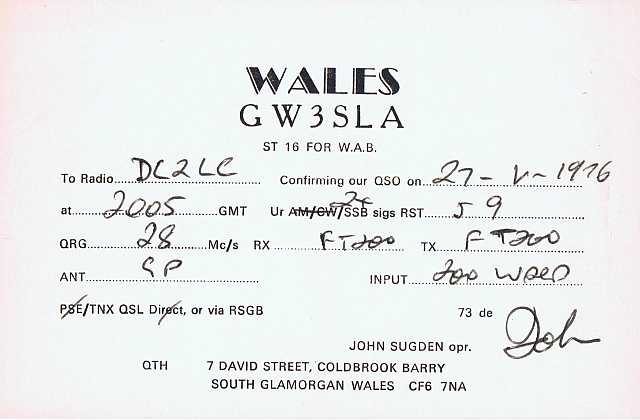 WALES
GW3SLA
ST 16 FOR W.A.B.
To Radio DC2LC Confirming our QSO on 27-V-1976
at 2005 GMT Ur AM/CW/SSB 2x sigs RST 59
QRG 28 Mc/s RX FT200 TX FT200
ANT GP INPUT 200
PSE/TNX QSL Direct, or via RSGB 73 de John
JOHN SUGDEN opr.
QTH 7 DAVID STREET, COLDBROOK BARRY
SOUTH GLAMORGAN WALES CF6 7NA